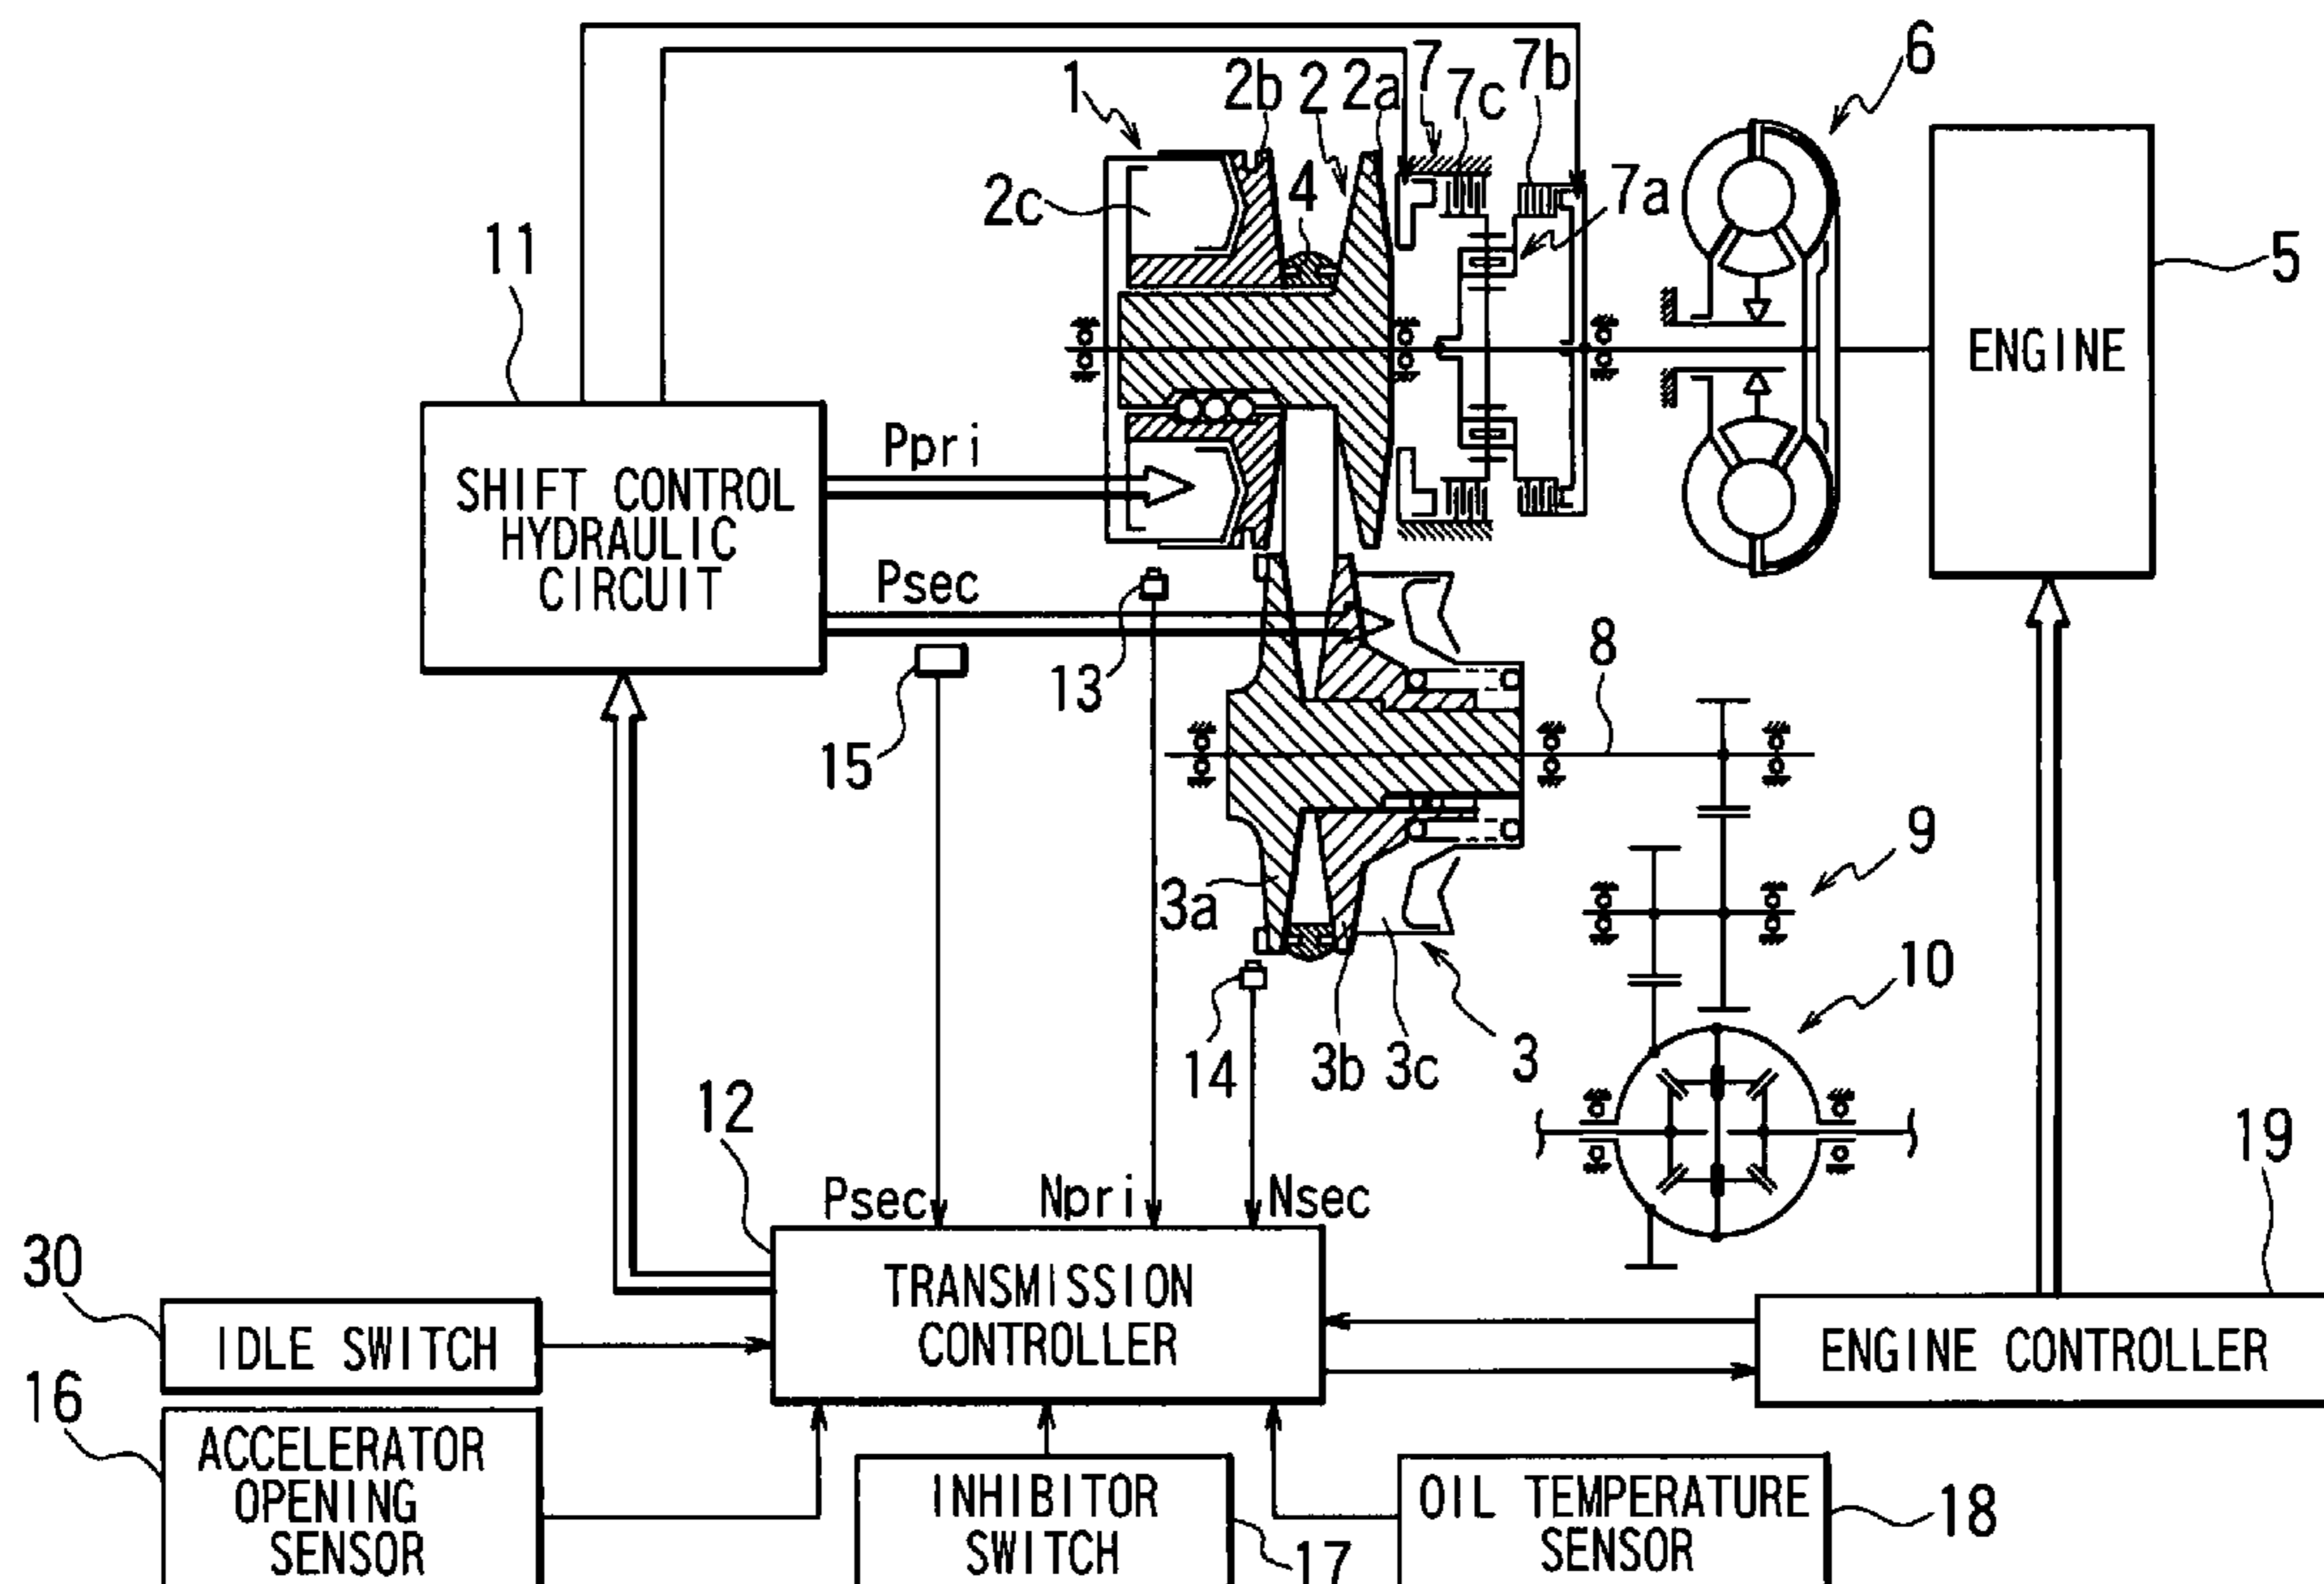 6
1
2b
2
2a
7
7c
7b
2c
4
7a
11
5
ENGINE
Ppri
SHIFT CONTROL
HYDRAULIC
CIRCUIT
Psec
13
8
15
9
3a
10
14
3b
3c
3
12
19
Psec
Npri
Nsec
30
TRANSMISSION
CONTROLLER
IDLE SWITCH
ENGINE CONTROLLER
16
ACCELERATOR
OPENING
SENSOR
INHIBITOR
SWITCH
17
OIL TEMPERATURE
SENSOR
18